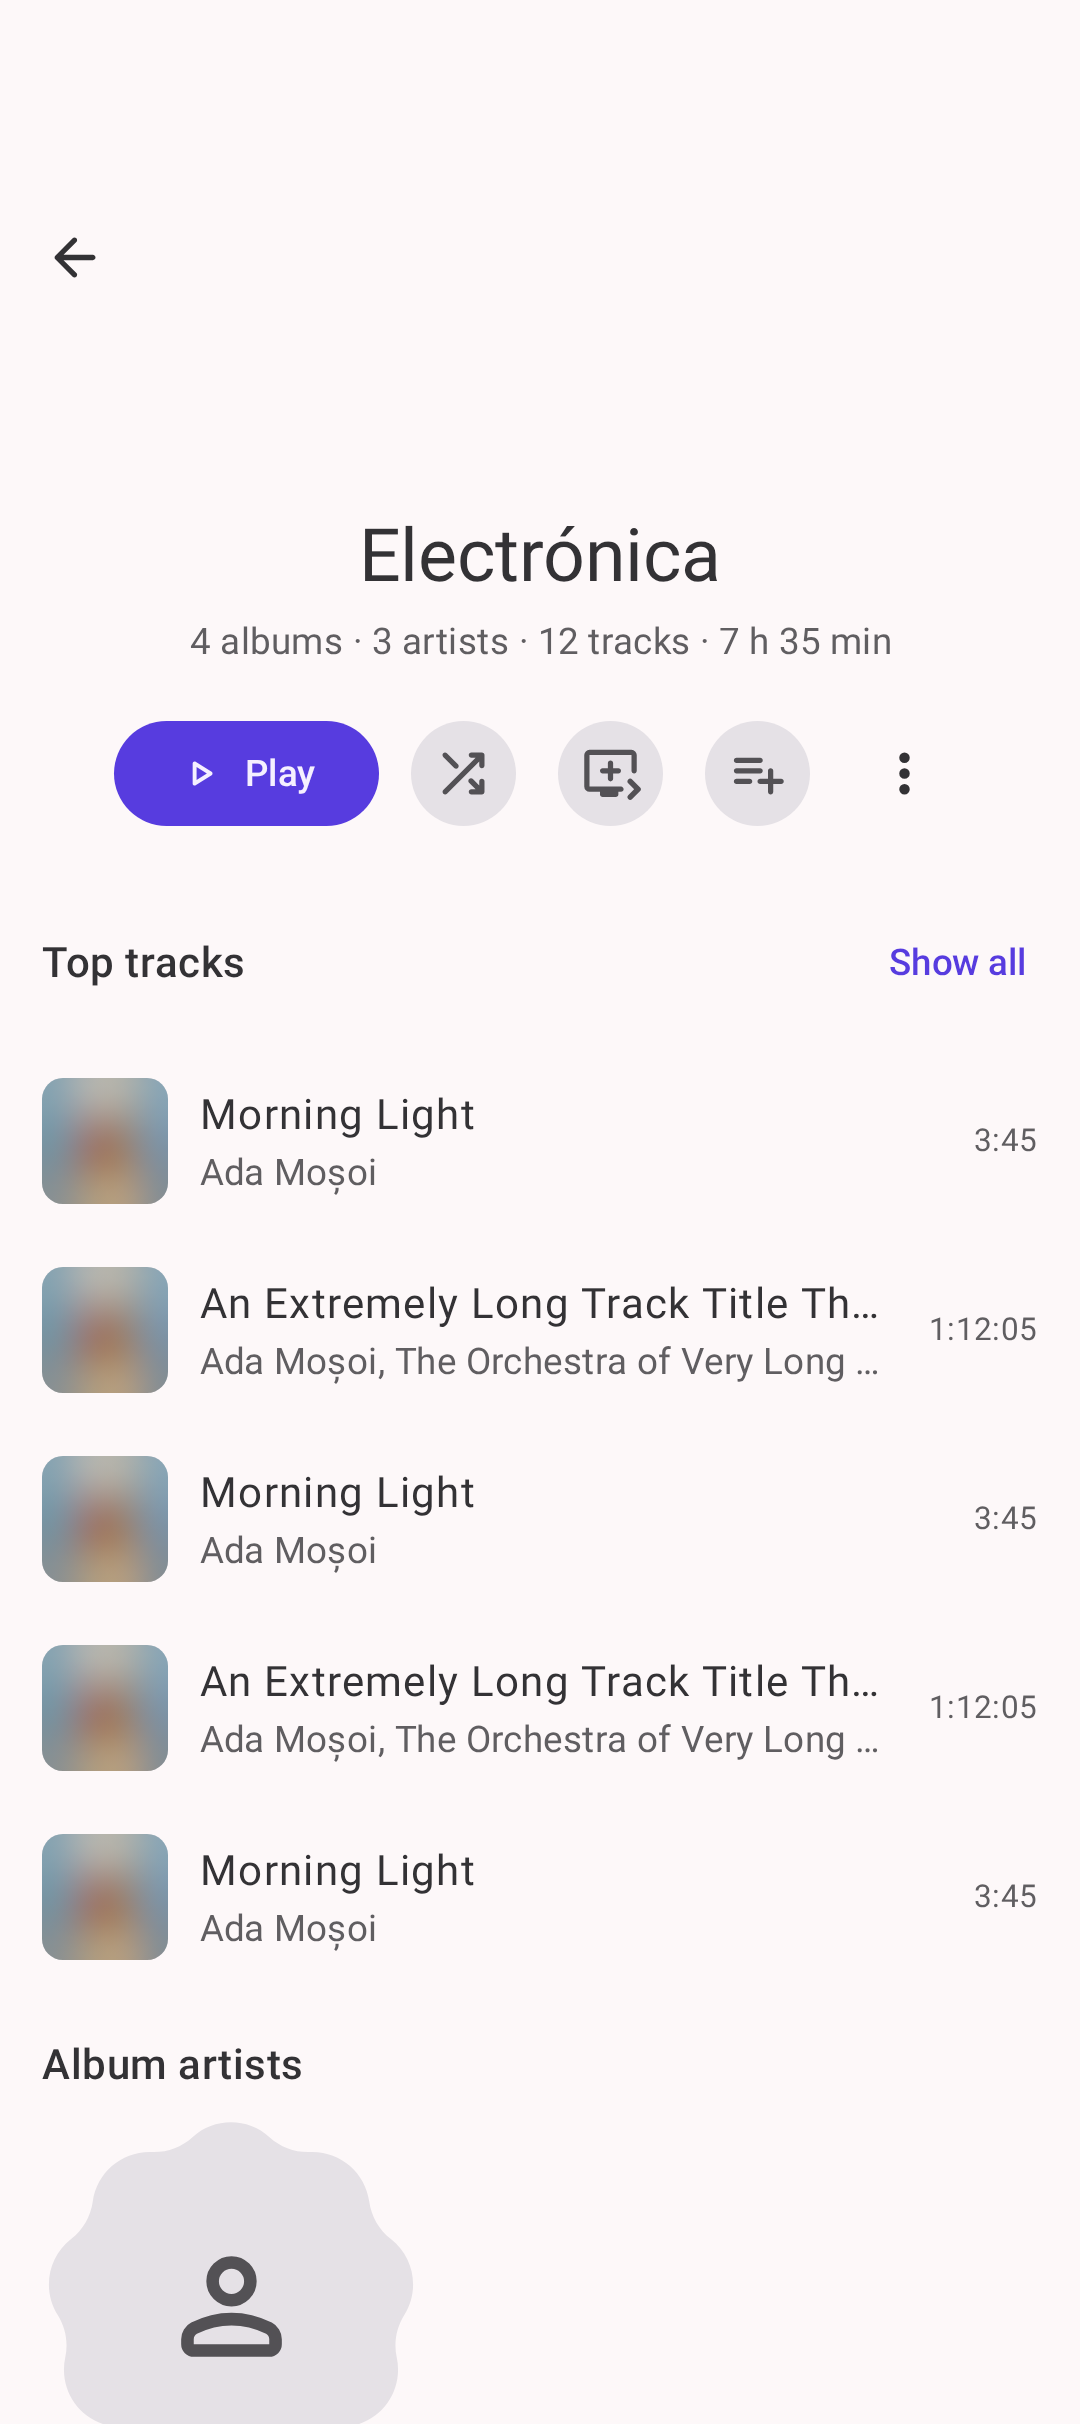 Electrónica
4 albums · 3 artists · 12 tracks · 7 h 35 min
Play
Top tracks
Show all
Morning Light
3:45
Ada Moșoi
An Extremely Long Track Title Th…
1:12:05
Ada Moșoi, The Orchestra of Very Long …
Morning Light
3:45
Ada Moșoi
An Extremely Long Track Title Th…
1:12:05
Ada Moșoi, The Orchestra of Very Long …
Morning Light
3:45
Ada Moșoi
Album artists